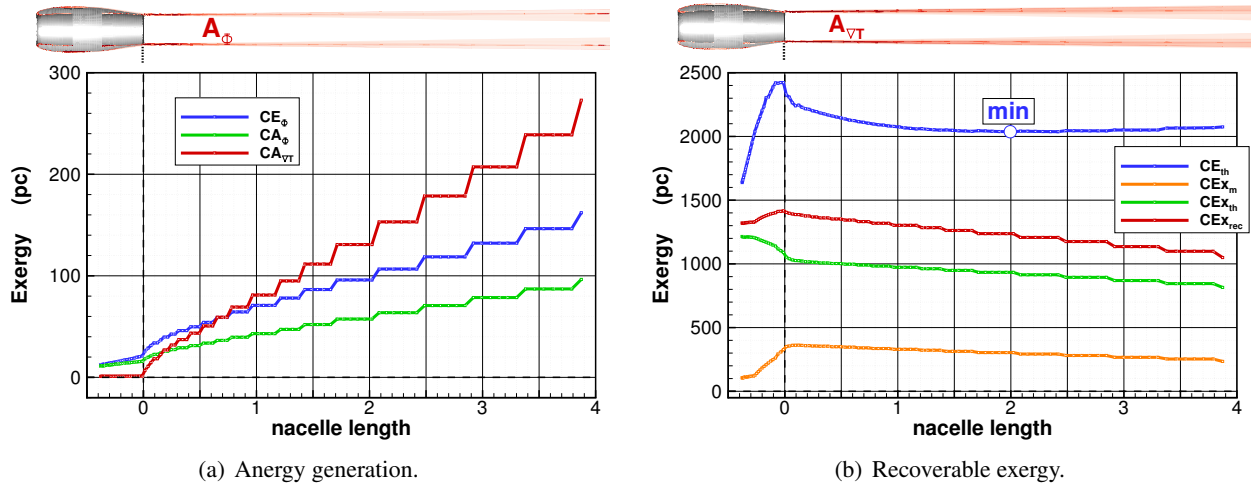 A_Φ
A_∇T
300
200
100
0
Exergy (pc)
CE_Φ
CA_Φ
CA_∇T
0 1 2 3 4
nacelle length
2500
2000
1500
1000
500
0
Exergy (pc)
min
CE_th
CEx_m
CEx_th
CEx_rec
0 1 2 3 4
nacelle length
(a) Anergy generation.
(b) Recoverable exergy.